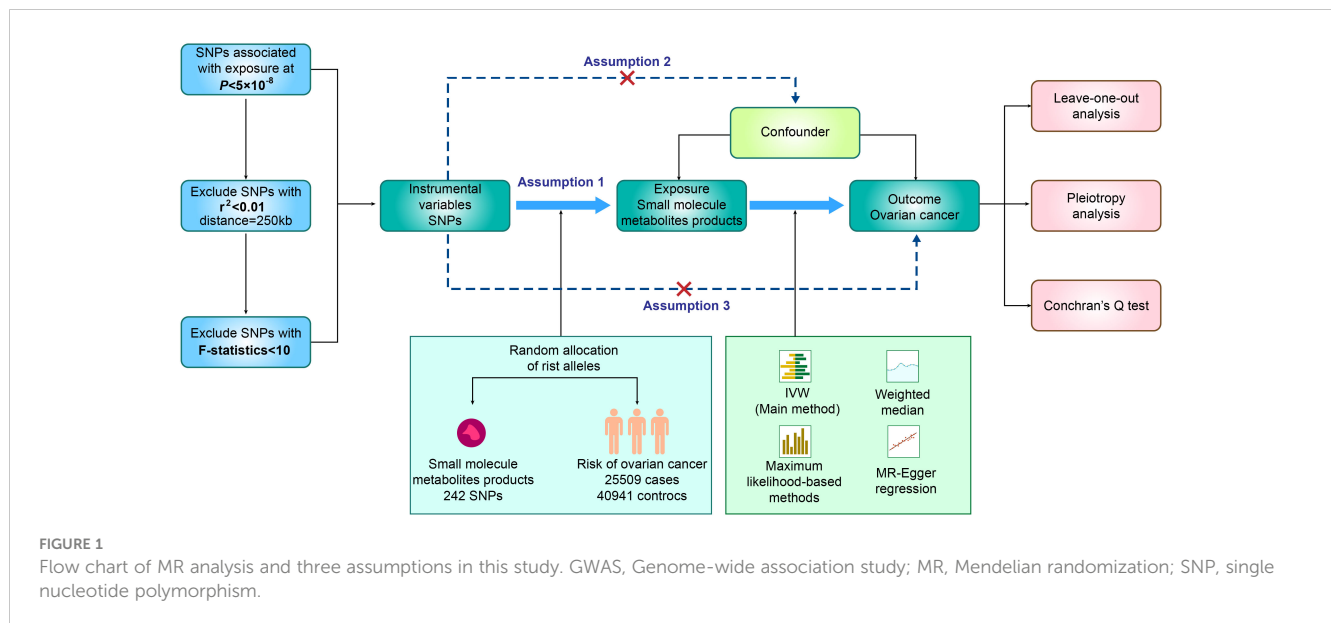 SNPs associated
with exposure at
P<5×10-8
Exclude SNPs with
r2<0.01
distance=250kb
Exclude SNPs with
F-statistics<10
Instrumental
variables
SNPs
Assumption 1
Assumption 2
Assumption 3
Confounder
Exposure
Small molecule
metabolites products
Outcome
Ovarian cancer
Leave-one-out
analysis
Pleiotropy
analysis
Conchran's Q test
Random allocation
of rist alleles
Small molecule
metabolites products
242 SNPs
Risk of ovarian cancer
25509 cases
40941 controcs
IVW
(Main method)
Weighted
median
Maximum
likelihood-based
methods
MR-Egger
regression
FIGURE 1
Flow chart of MR analysis and three assumptions in this study. GWAS, Genome-wide association study; MR, Mendelian randomization; SNP, single
nucleotide polymorphism.